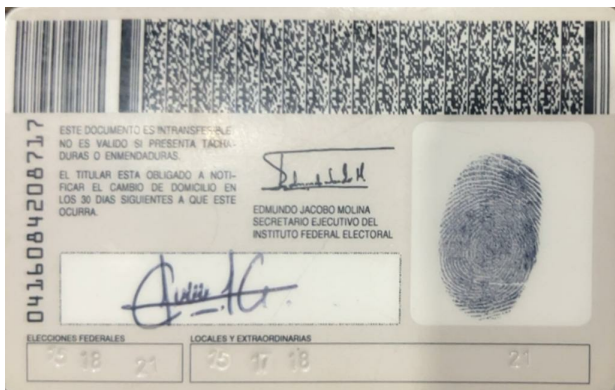 0416084208717
ESTE DOCUMENTO ES INTRANSFERIBLE
NO ES VALIDO SI PRESENTA TACHA-
DURAS O ENMENDADURAS.
EL TITULAR ESTA OBLIGADO A NOTI-
FICAR EL CAMBIO DE DOMICILIO EN
LOS 30 DIAS SIGUIENTES A QUE ESTE
OCURRA.
EDMUNDO JACOBO MOLINA
SECRETARIO EJECUTIVO DEL
INSTITUTO FEDERAL ELECTORAL
ELECCIONES FEDERALES
18 21
LOCALES Y EXTRAORDINARIAS
17 18 21